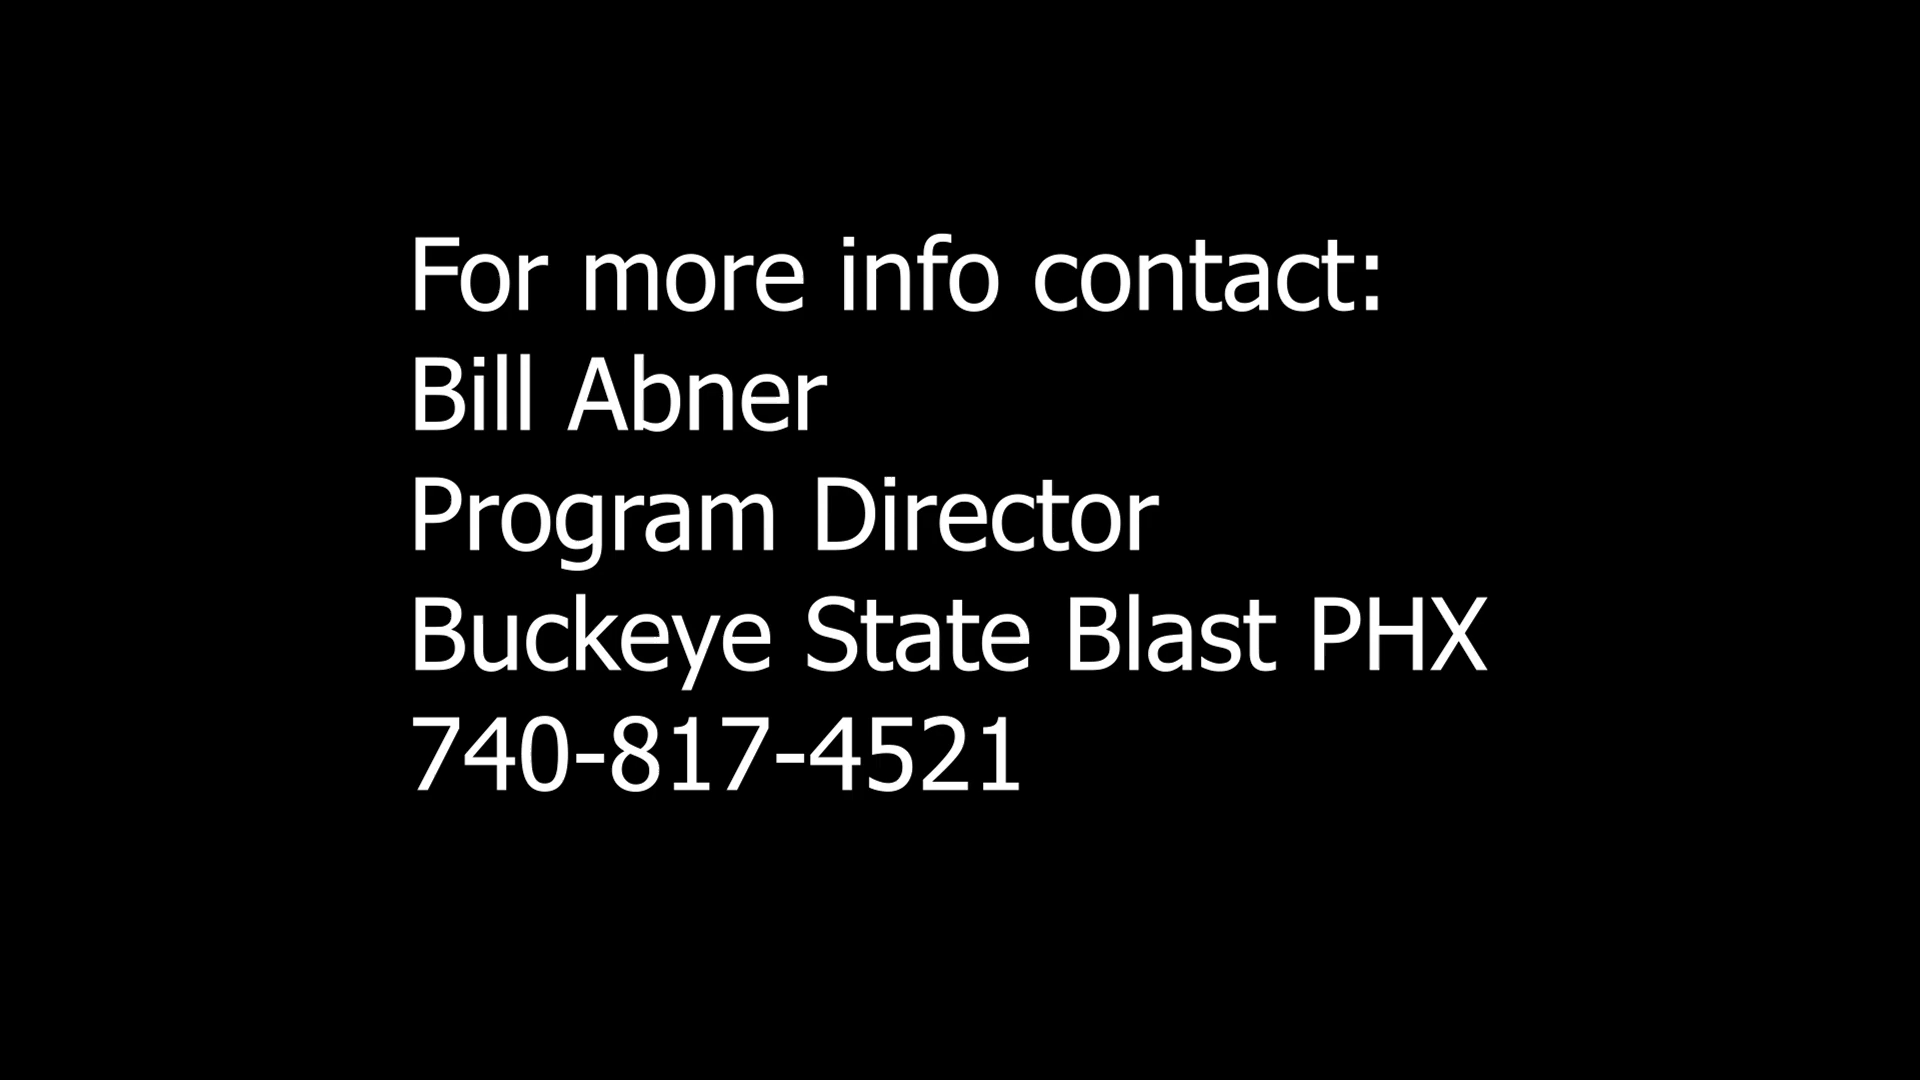 For more info contact:
Bill Abner
Program Director
Buckeye State Blast PHX
740-817-4521